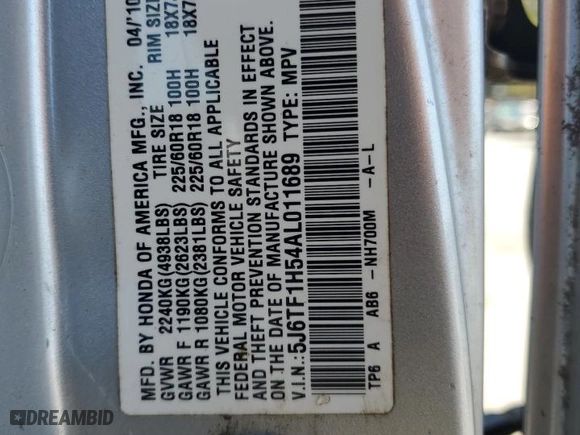 MFD. BY HONDA OF AMERICA MFG., INC. 04/10
TIRE SIZE RIM SIZE
GVWR 2240KG(4938LBS)
GAWR F 1190KG(2623LBS) 225/60R18 100H 18X7.
GAWR R 1080KG(2381LBS) 225/60R18 100H 18X7.
THIS VEHICLE CONFORMS TO ALL APPLICABLE
FEDERAL MOTOR VEHICLE SAFETY
AND THEFT PREVENTION STANDARDS IN EFFECT
ON THE DATE OF MANUFACTURE SHOWN ABOVE.
V.I.N.: 5J6TF1H54AL011689 TYPE: MPV
TP6 A AB6 -NH700M -A-L
DREAMBID